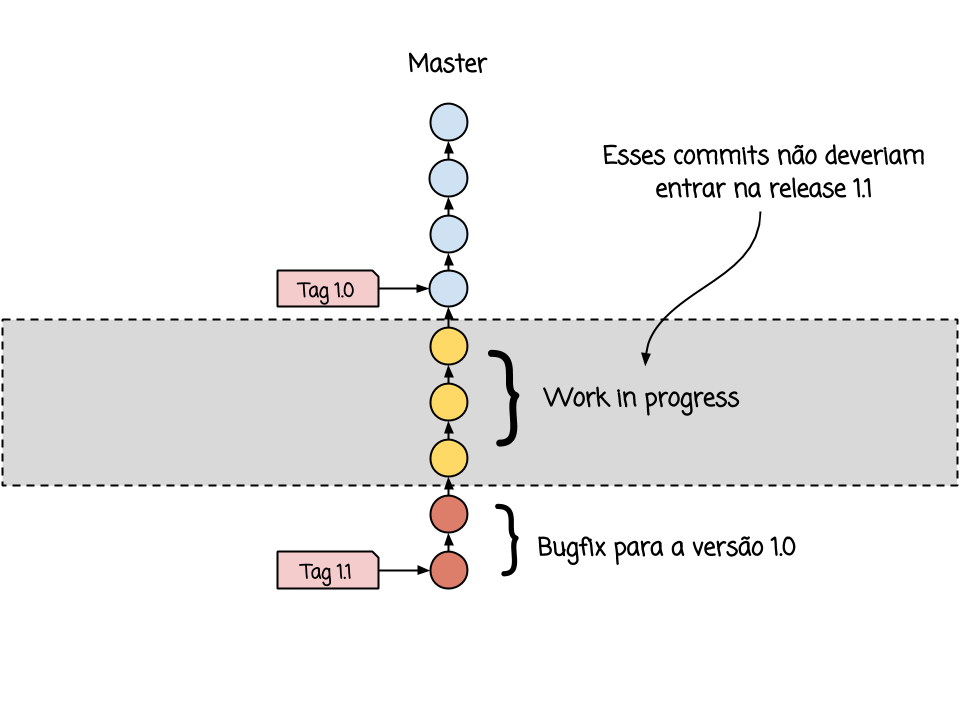 Master
Esses commits não deveriam
entrar na release 1.1
Tag 1.0
Work in progress
Bugfix para a versão 1.0
Tag 1.1